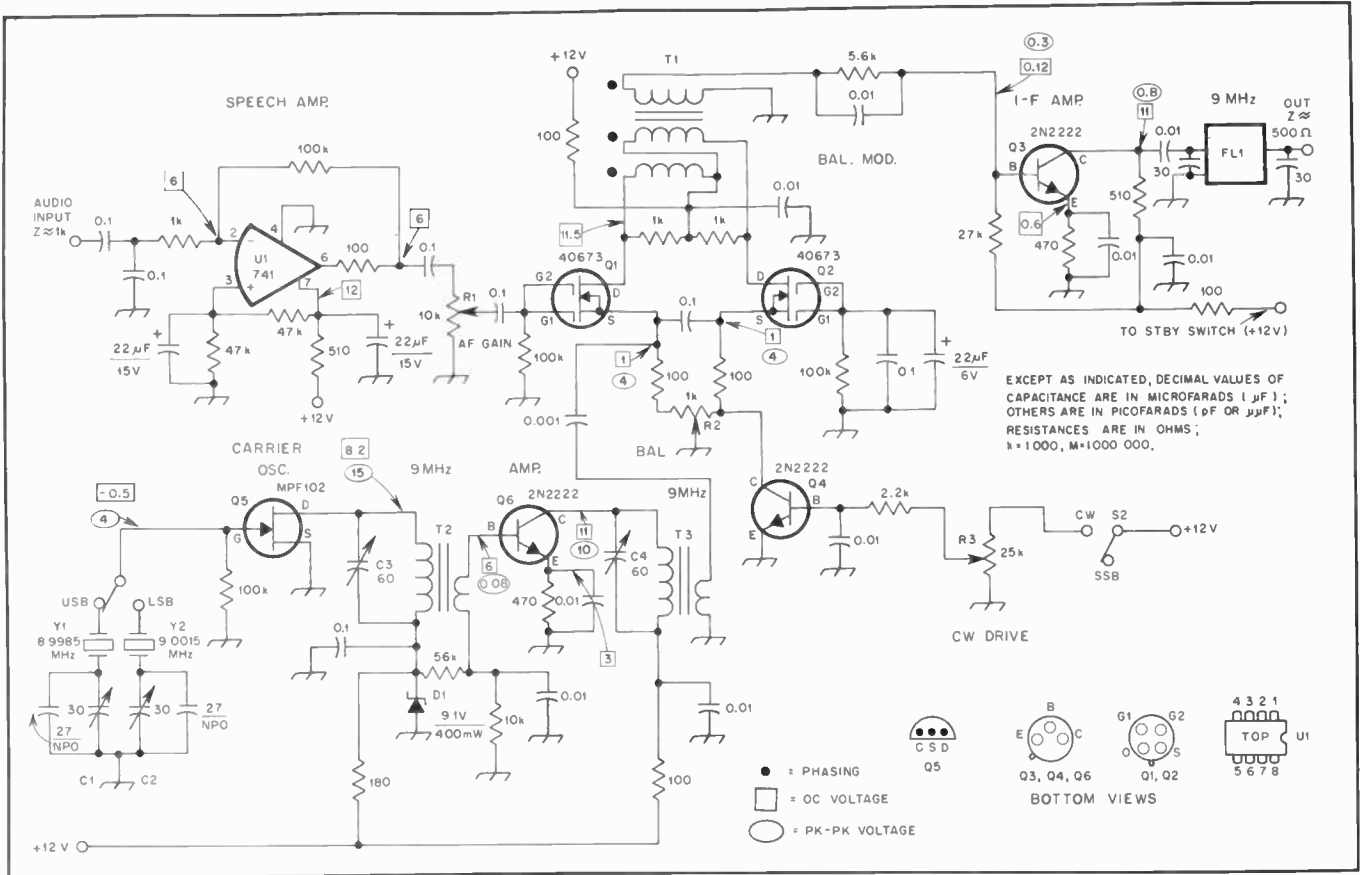 SPEECH AMP.
100k
6
AUDIO
INPUT
Z≈1k
0.1
1k
0.1
2
−
4
U1
741
3
+
6
7
100
6
0.1
12
22µF
15V
47k
47k
510
+12V
22µF
15V
R1
10k
AF GAIN
0.1
+12V
100
T1
5.6k
0.01
BAL. MOD.
0.01
1k
1k
11.5
40673
Q1
G2
G1
D
S
100k
40673
Q2
D
G2
S
G1
0.1
1
4
1
4
100
100
1k
R2
BAL
0.001
100k
0.1
22µF
6V
+
0.3
0.12
I-F AMP.
2N2222
Q3
B
C
E
0.8
11
0.01
30
9 MHz
FL1
OUT
Z≈
500Ω
30
0.6
27k
470
0.01
510
0.01
100
TO STBY SWITCH (+12V)
EXCEPT AS INDICATED, DECIMAL VALUES OF
CAPACITANCE ARE IN MICROFARADS (µF);
OTHERS ARE IN PICOFARADS (pF OR µµF);
RESISTANCES ARE IN OHMS;
k=1000, M=1000 000.
CARRIER
OSC.
MPF102
Q5
D
G
S
-0.5
4
100k
USB
LSB
Y1
8.9985
MHz
Y2
9.0015
MHz
30
30
27
NPO
27
NPO
C1
C2
8.2
15
9MHz
C3
60
T2
0.1
56k
D1
9.1V
400mW
10k
0.01
180
AMP.
Q6
2N2222
B
C
E
6
0.08
11
10
470
0.01
3
C4
60
T3
9MHz
0.01
100
2N2222
Q4
C
B
E
2.2k
0.01
R3
25k
CW
S2
SSB
+12V
CW DRIVE
+12 V
● = PHASING
= DC VOLTAGE
= PK-PK VOLTAGE
G S D
Q5
B
E
C
Q3, Q4, Q6
G1
G2
D
S
Q1, Q2
4 3 2 1
TOP
U1
5 6 7 8
BOTTOM VIEWS